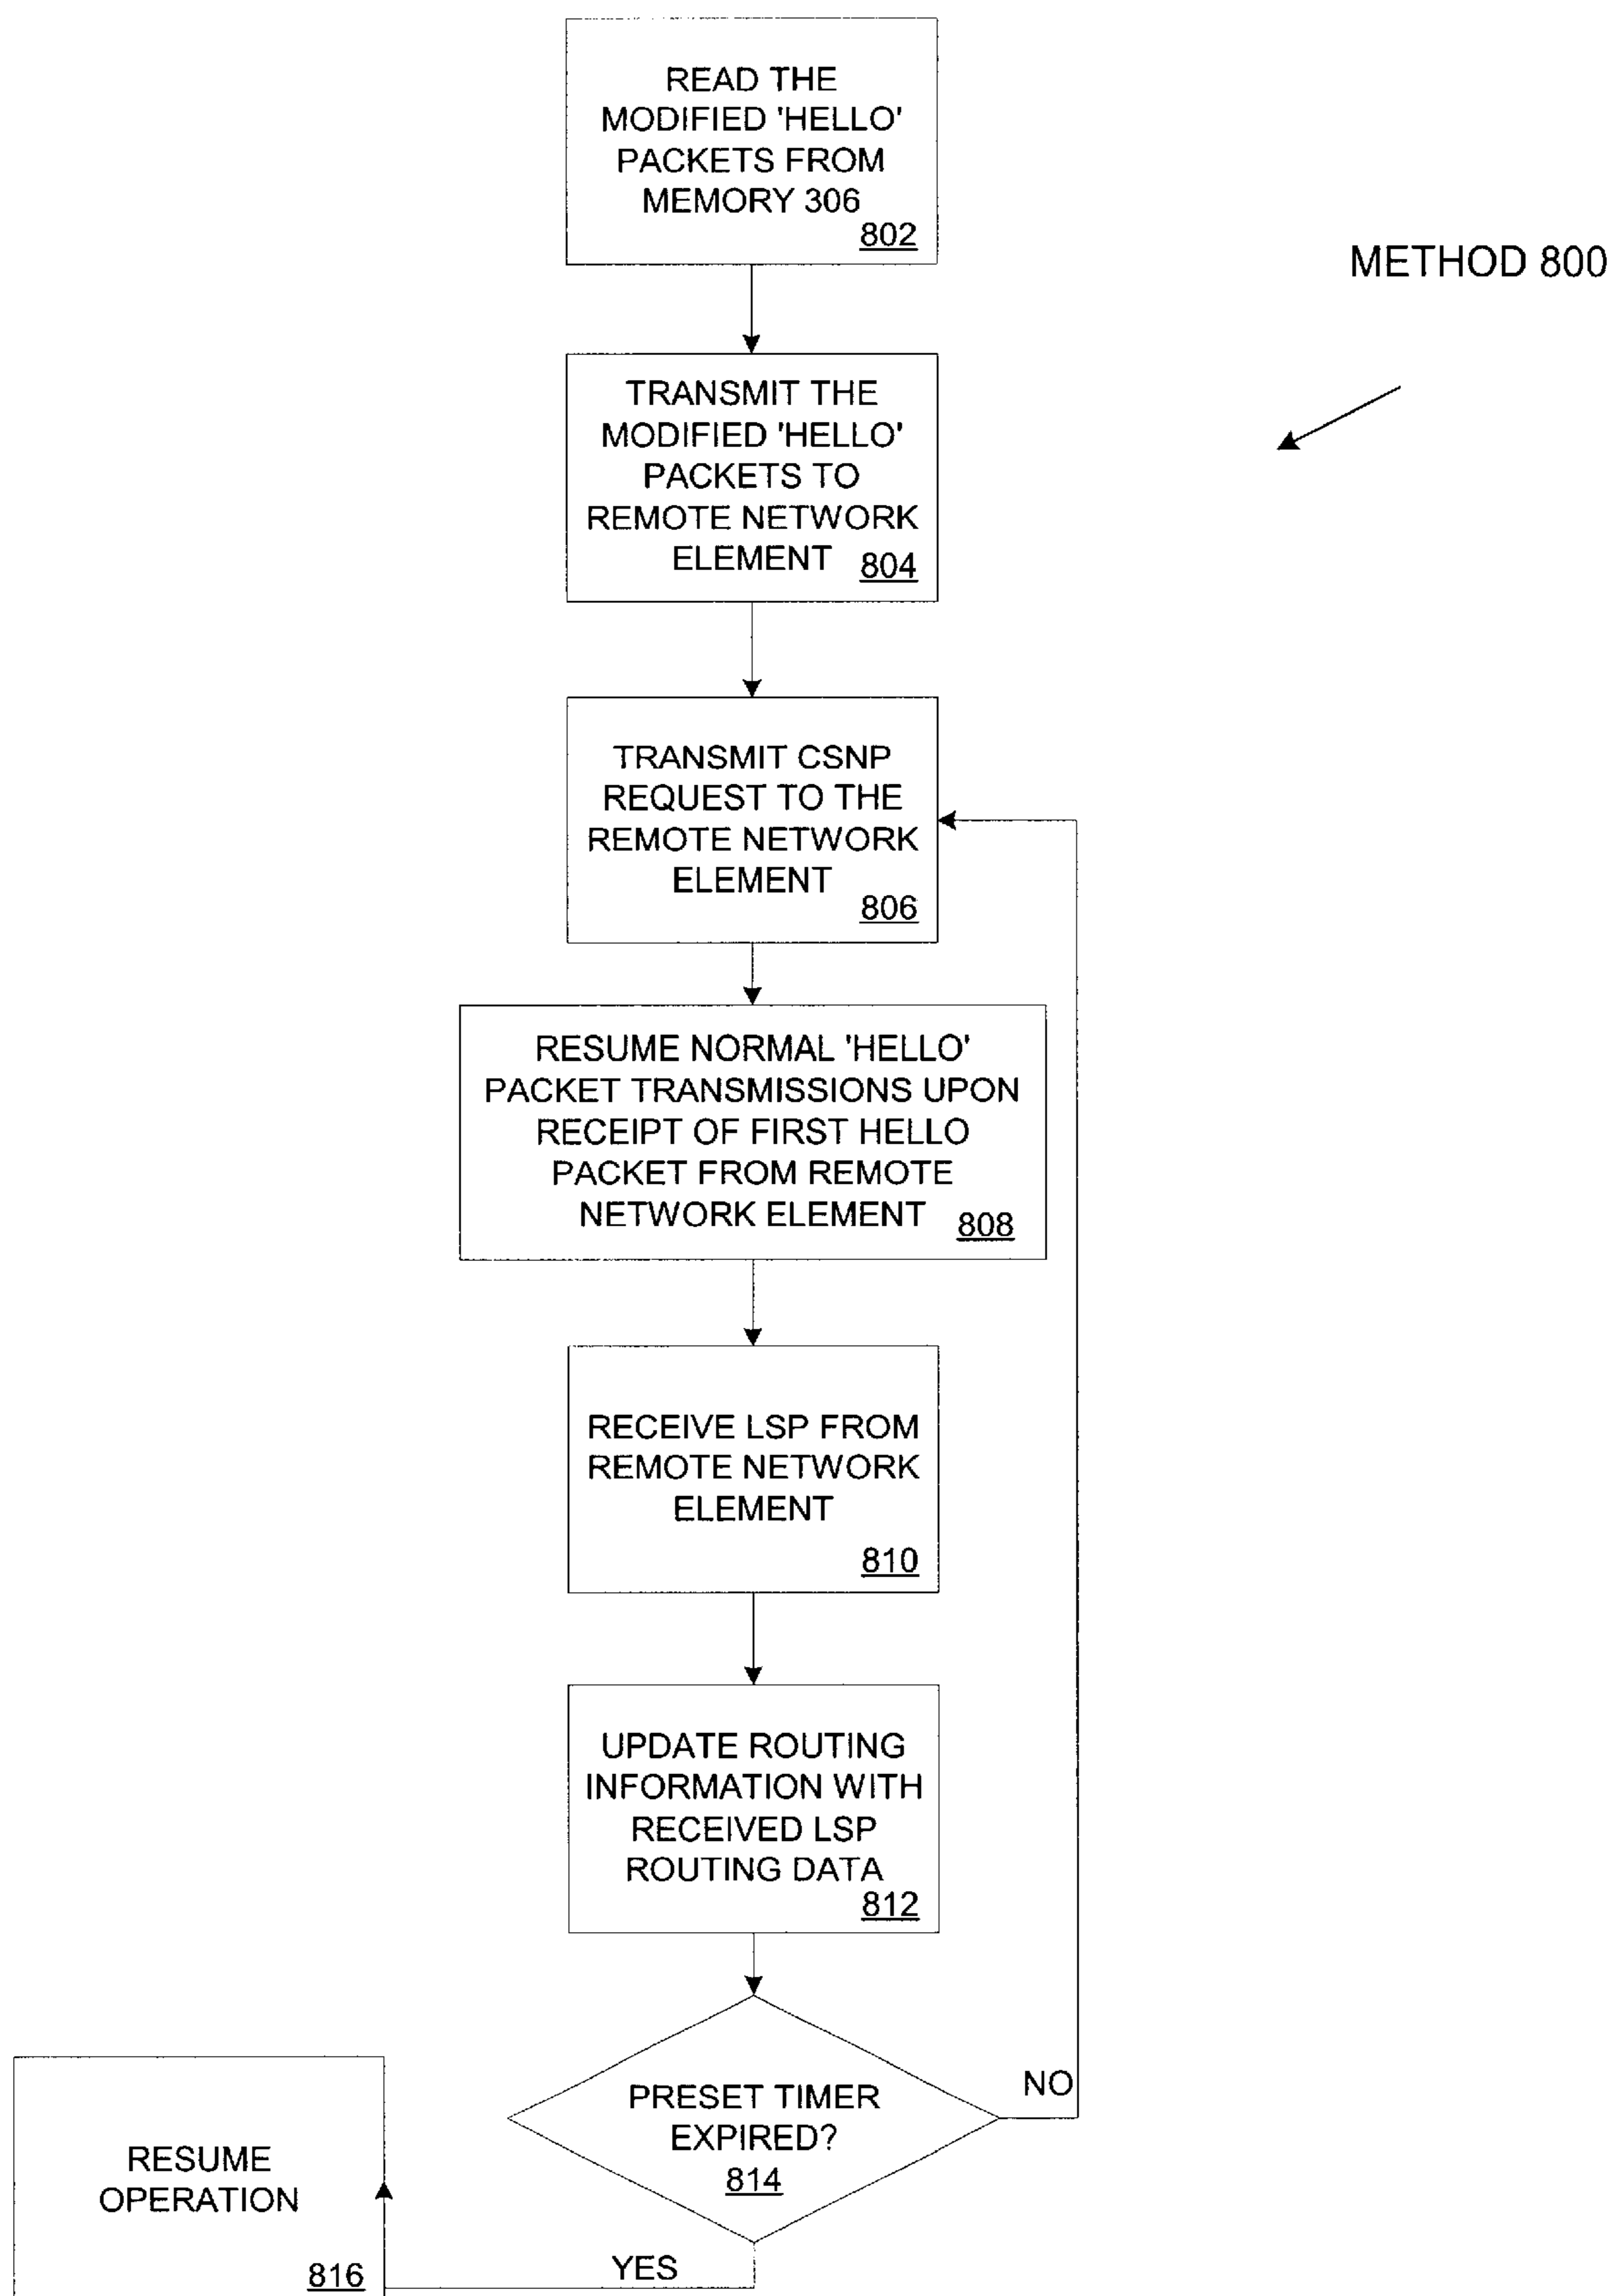 READ THE
MODIFIED 'HELLO'
PACKETS FROM
MEMORY 306
802
METHOD 800
TRANSMIT THE
MODIFIED 'HELLO'
PACKETS TO
REMOTE NETWORK
ELEMENT 804
TRANSMIT CSNP
REQUEST TO THE
REMOTE NETWORK
ELEMENT
806
RESUME NORMAL 'HELLO'
PACKET TRANSMISSIONS UPON
RECEIPT OF FIRST HELLO
PACKET FROM REMOTE
NETWORK ELEMENT 808
RECEIVE LSP FROM
REMOTE NETWORK
ELEMENT
810
UPDATE ROUTING
INFORMATION WITH
RECEIVED LSP
ROUTING DATA
812
PRESET TIMER
EXPIRED?
814
NO
YES
RESUME
OPERATION
816